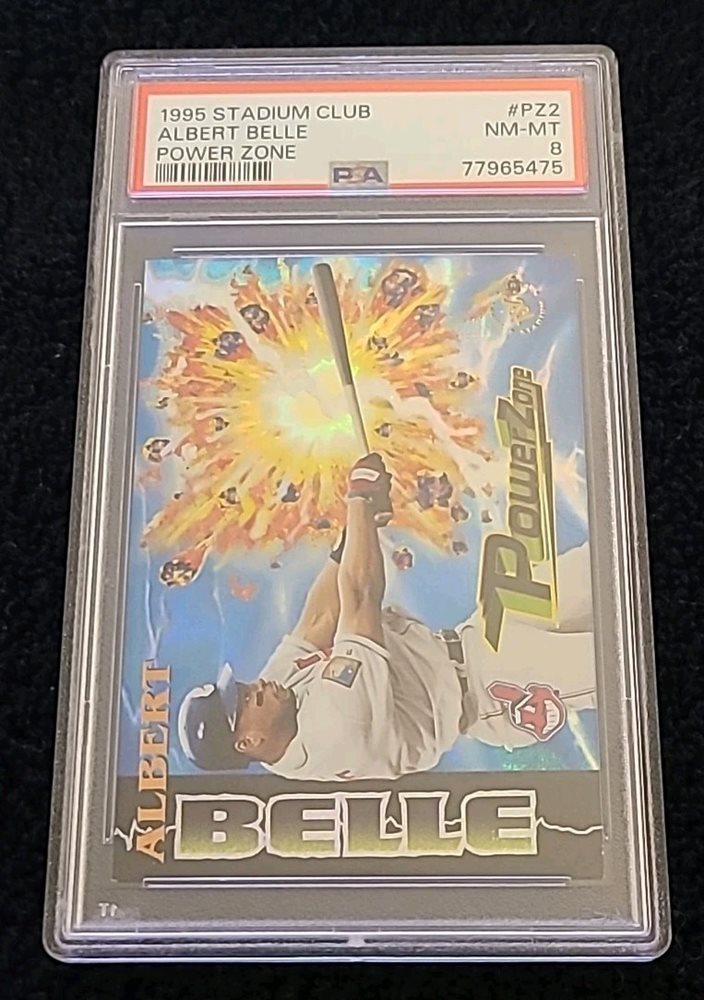 1995 STADIUM CLUB #PZ2
ALBERT BELLE NM-MT
POWER ZONE 8
PSA 77965475
PowerZone
ALBERT
BELLE